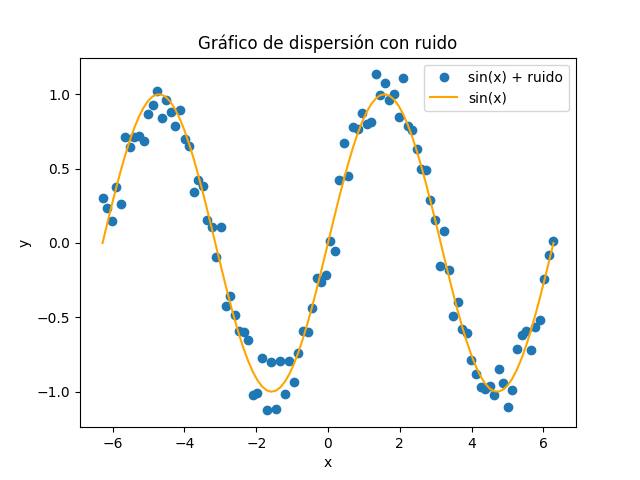 Gráfico de dispersión con ruido
sin(x) + ruido
sin(x)
1.0
0.5
0.0
−0.5
−1.0
y
−6 −4 −2 0 2 4 6
x